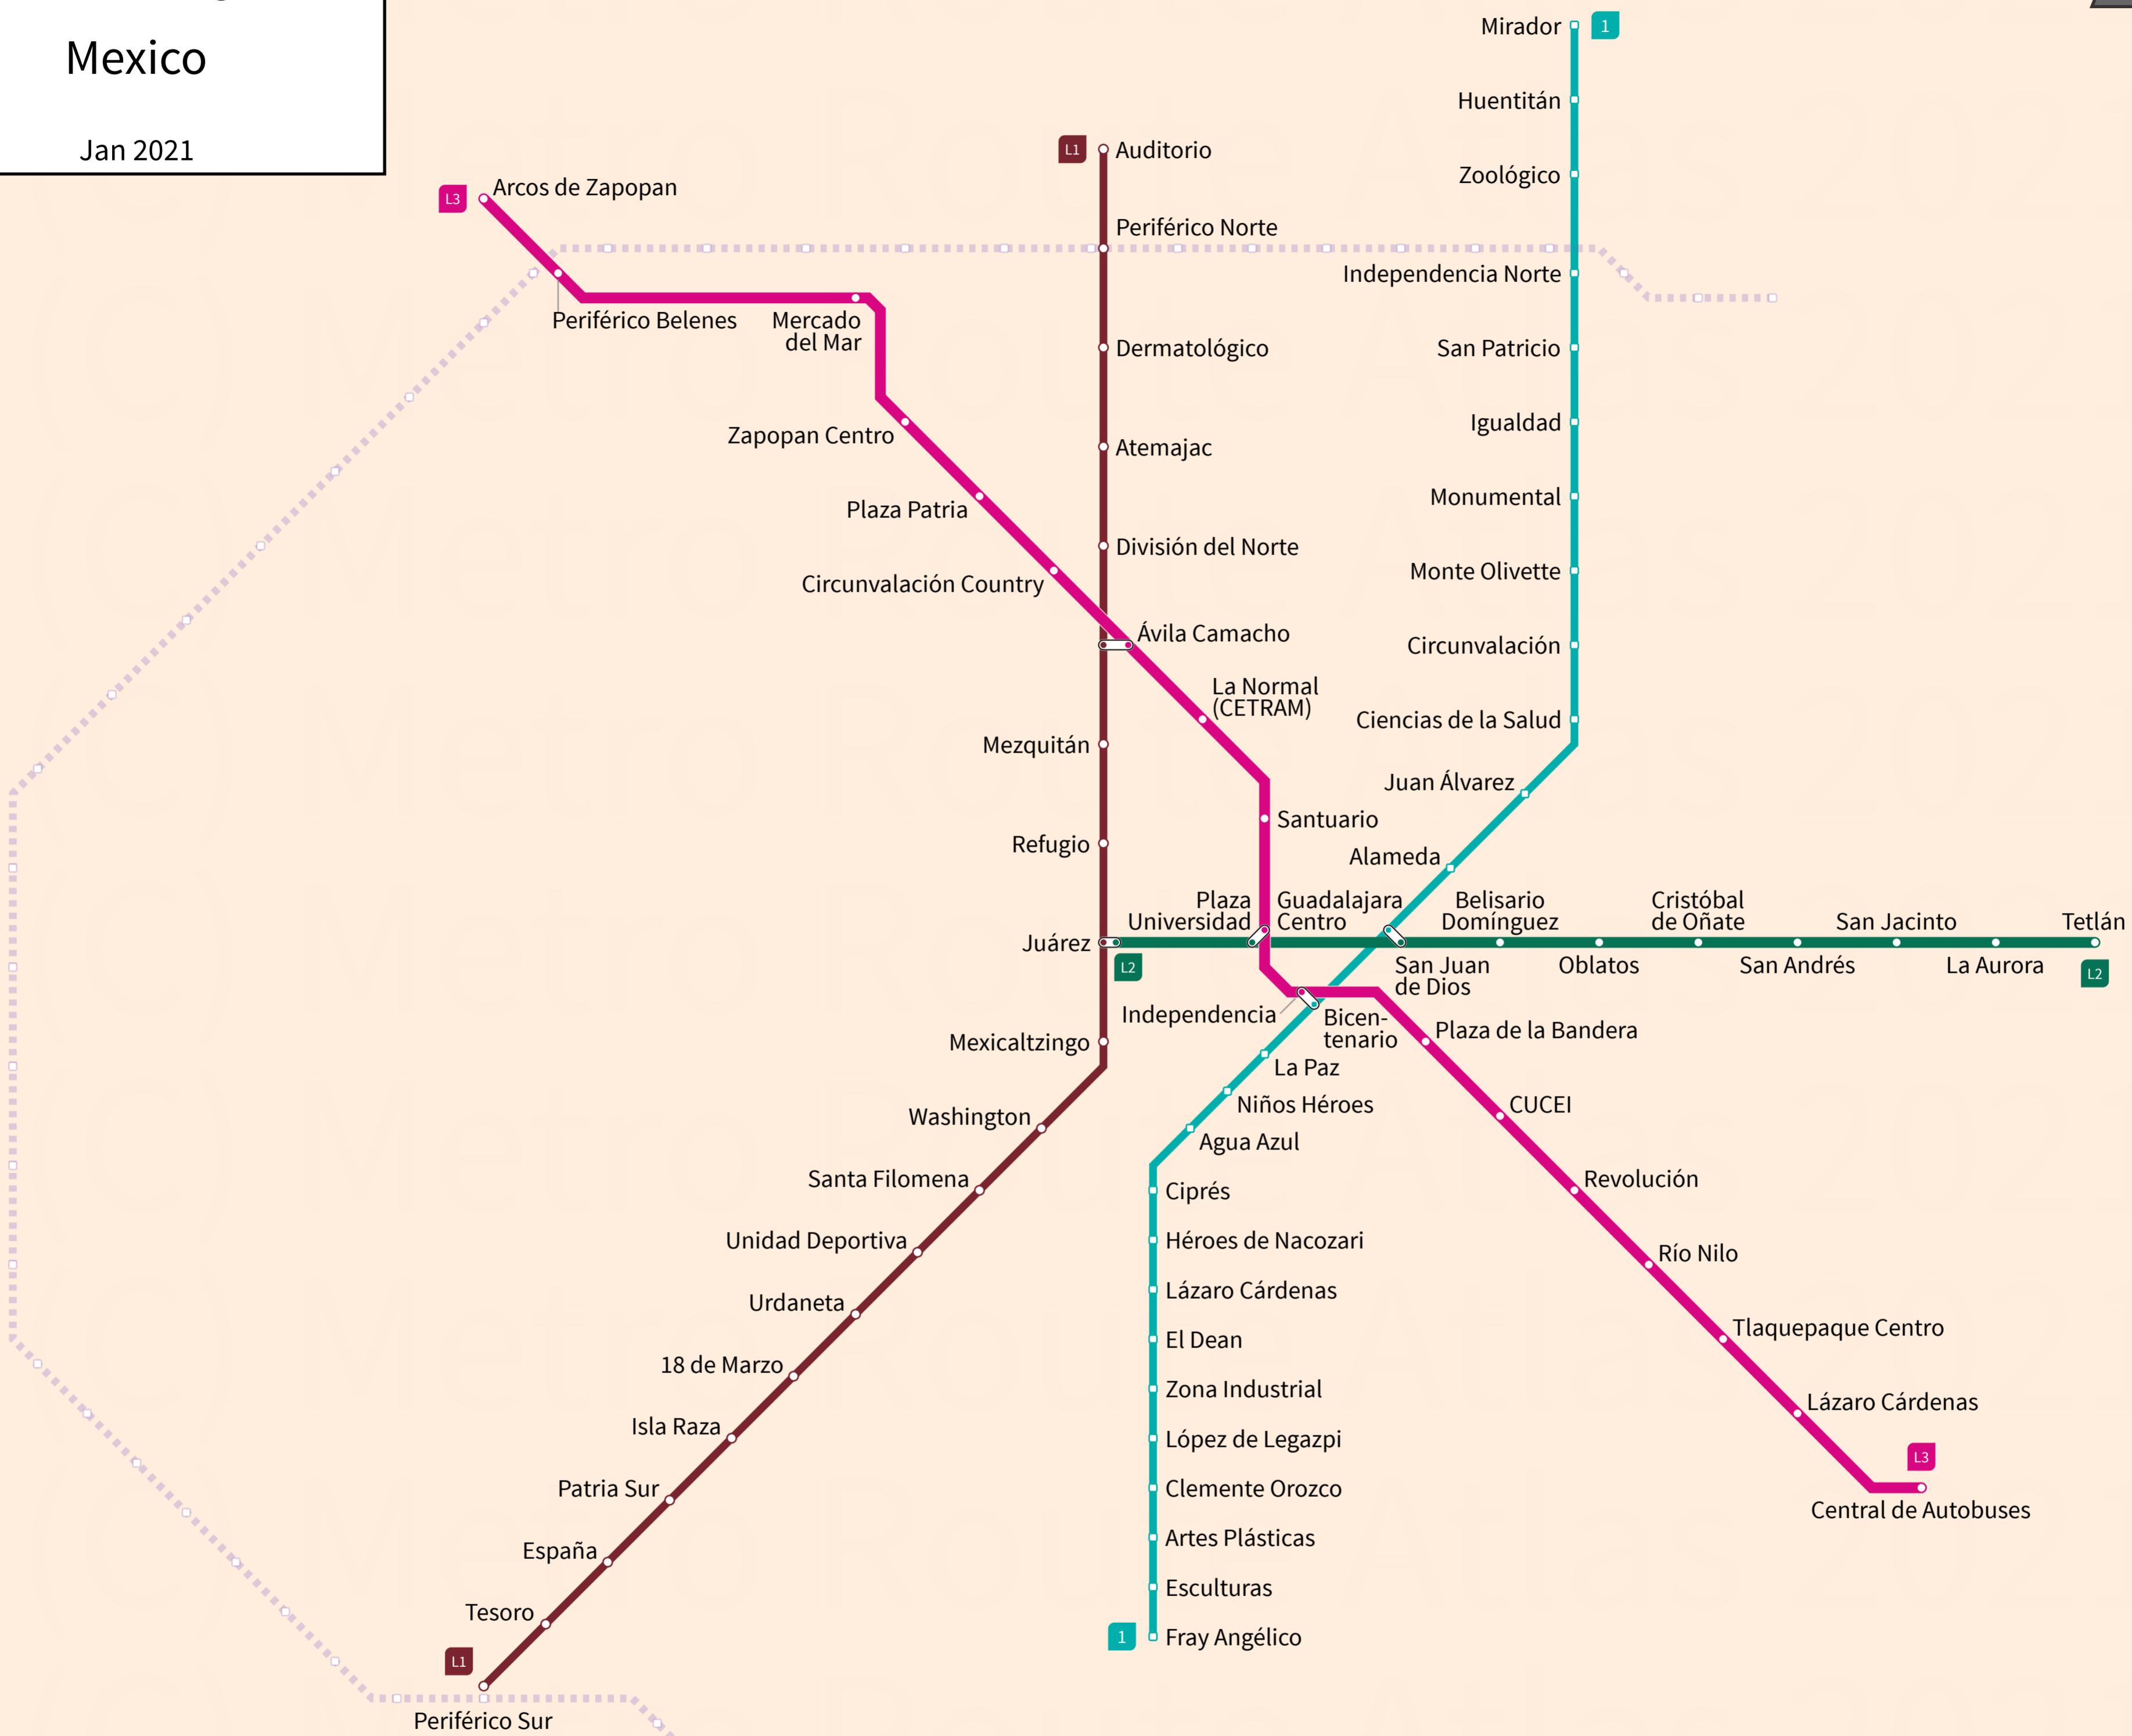 Mexico
Jan 2021
1
Mirador
Huentitán
Zoológico
Independencia Norte
San Patricio
Igualdad
Monumental
Monte Olivette
Circunvalación
Ciencias de la Salud
Juan Álvarez
Alameda
San Juan
de Dios
Bicen-
tenario
La Paz
Niños Héroes
Agua Azul
Ciprés
Héroes de Nacozari
Lázaro Cárdenas
El Dean
Zona Industrial
López de Legazpi
Clemente Orozco
Artes Plásticas
Esculturas
Fray Angélico
1
L1
Auditorio
Periférico Norte
Dermatológico
Atemajac
División del Norte
Ávila Camacho
Mezquitán
Refugio
Juárez
Mexicaltzingo
Washington
Santa Filomena
Unidad Deportiva
Urdaneta
18 de Marzo
Isla Raza
Patria Sur
España
Tesoro
L1
Periférico Sur
L3
Arcos de Zapopan
Periférico Belenes
Mercado
del Mar
Zapopan Centro
Plaza Patria
Circunvalación Country
La Normal
(CETRAM)
Santuario
Guadalajara
Centro
Independencia
Plaza de la Bandera
CUCEI
Revolución
Río Nilo
Tlaquepaque Centro
Lázaro Cárdenas
L3
Central de Autobuses
L2
Plaza
Universidad
Belisario
Domínguez
Oblatos
Cristóbal
de Oñate
San Andrés
San Jacinto
La Aurora
Tetlán
L2